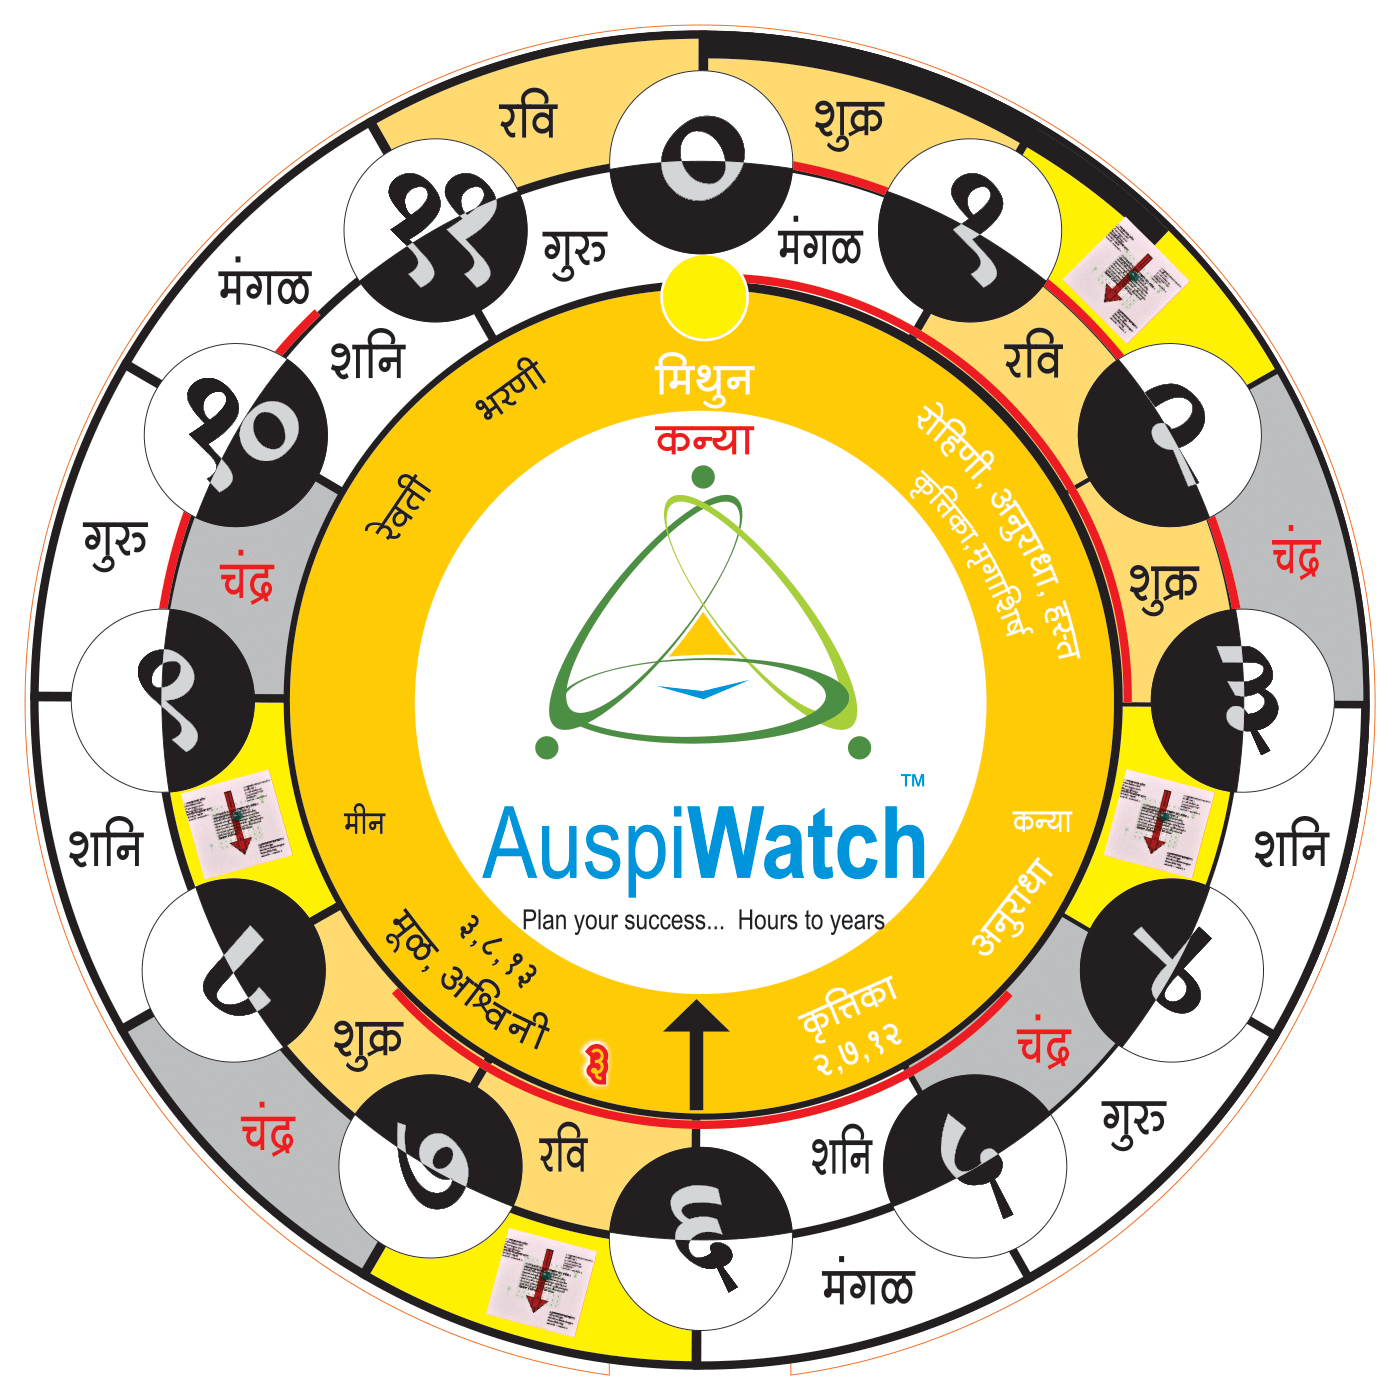 रवि
शुक्र
०
१
११
गुरु
मंगळ
मंगळ
शनि
रवि
भरणी
मिथुन
कन्या
रोहिणी, अनुराधा, हस्त
कृत्तिका,मृगाशिर्ष
१०
२
रेवती
गुरु
चंद्र
शुक्र
चंद्र
९
३
TM
AuspiWatch
Plan your success... Hours to years
मीन
कन्या
शनि
शनि
८
४
३,८,१३
मूळ, अश्विनी
अनुराधा
कृत्तिका
२,७,१२
३
शुक्र
चंद्र
चंद्र
गुरु
७
५
रवि
शनि
६
मंगळ